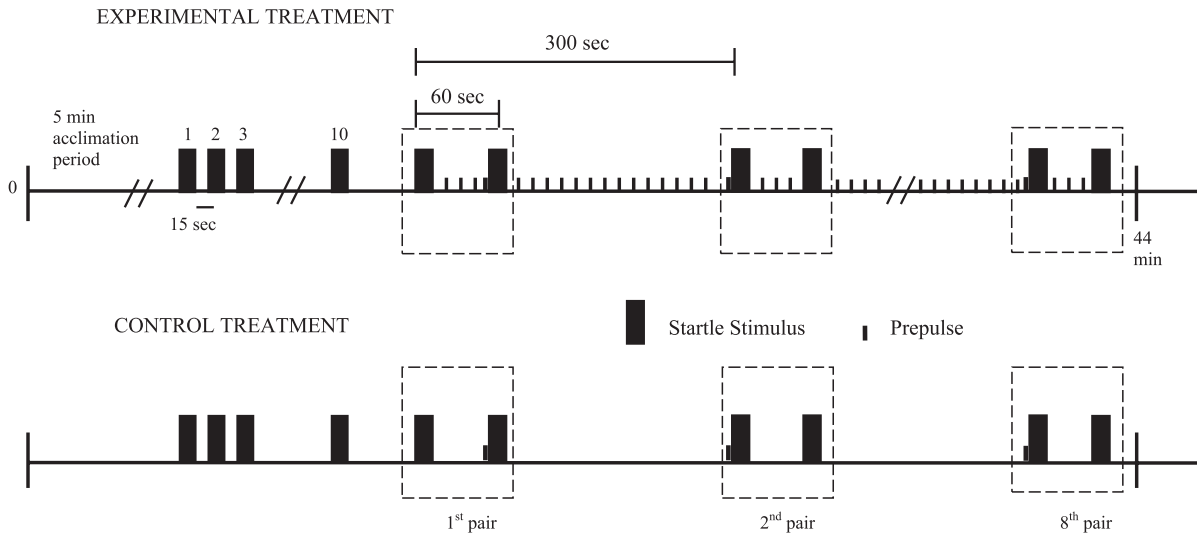 EXPERIMENTAL TREATMENT
300 sec
60 sec
5 min
acclimation
period
1 2 3 10
0
15 sec
44
min
CONTROL TREATMENT
Startle Stimulus
Prepulse
1st pair
2nd pair
8th pair